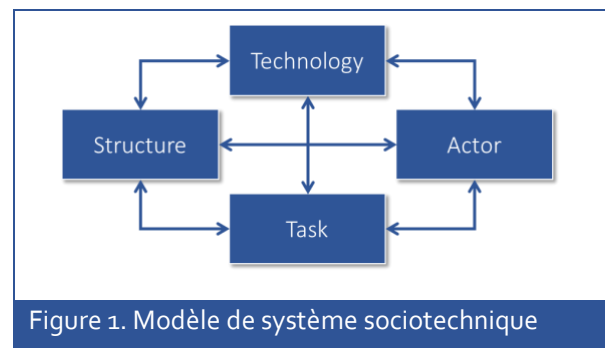 Technology
Structure
Actor
Task
Figure 1. Modèle de système sociotechnique